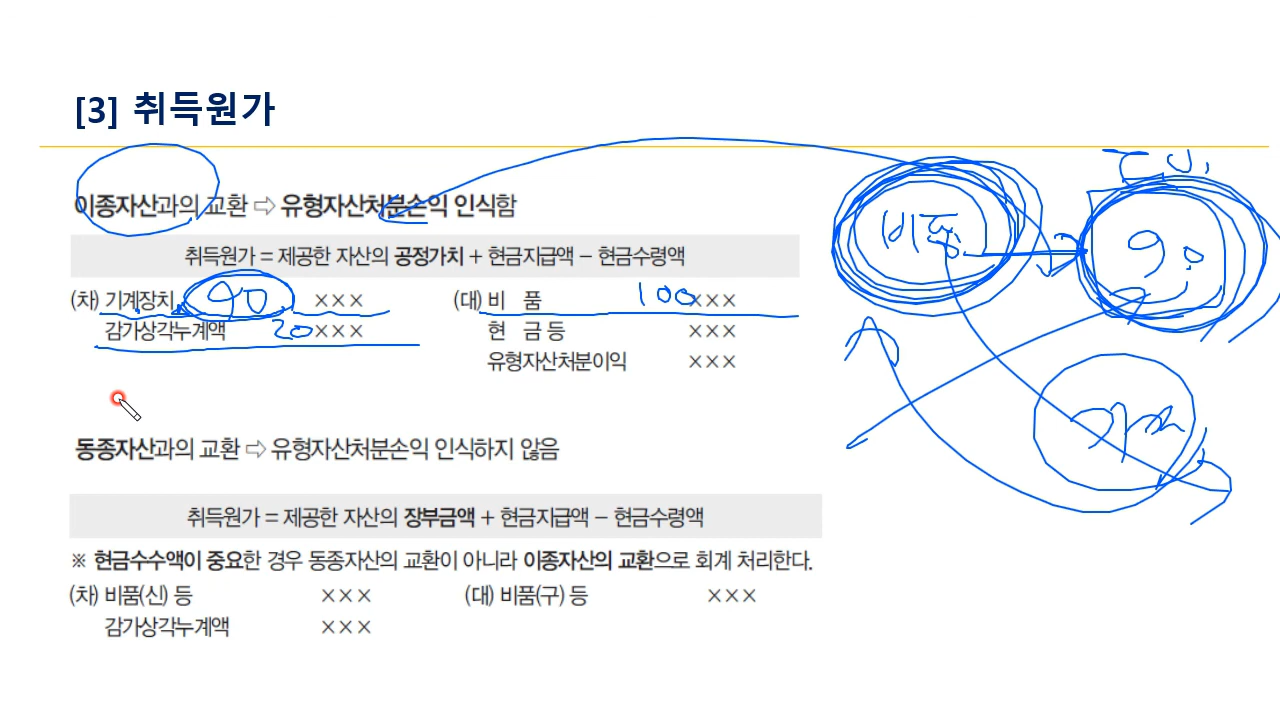 [3] 취득원가
이종자산과의 교환 ⇨ 유형자산처분손익 인식함
취득원가 = 제공한 자산의 공정가치 + 현금지급액 − 현금수령액
(차) 기계장치 90 ××× (대) 비 품 100 ×××
감가상각누계액 20 ××× 현 금 등 ×××
유형자산처분이익 ×××
동종자산과의 교환 ⇨ 유형자산처분손익 인식하지 않음
취득원가 = 제공한 자산의 장부금액 + 현금지급액 − 현금수령액
※ 현금수수액이 중요한 경우 동종자산의 교환이 아니라 이종자산의 교환으로 회계 처리한다.
(차) 비품(신) 등 ××× (대) 비품(구) 등 ×××
감가상각누계액 ×××
비품
90